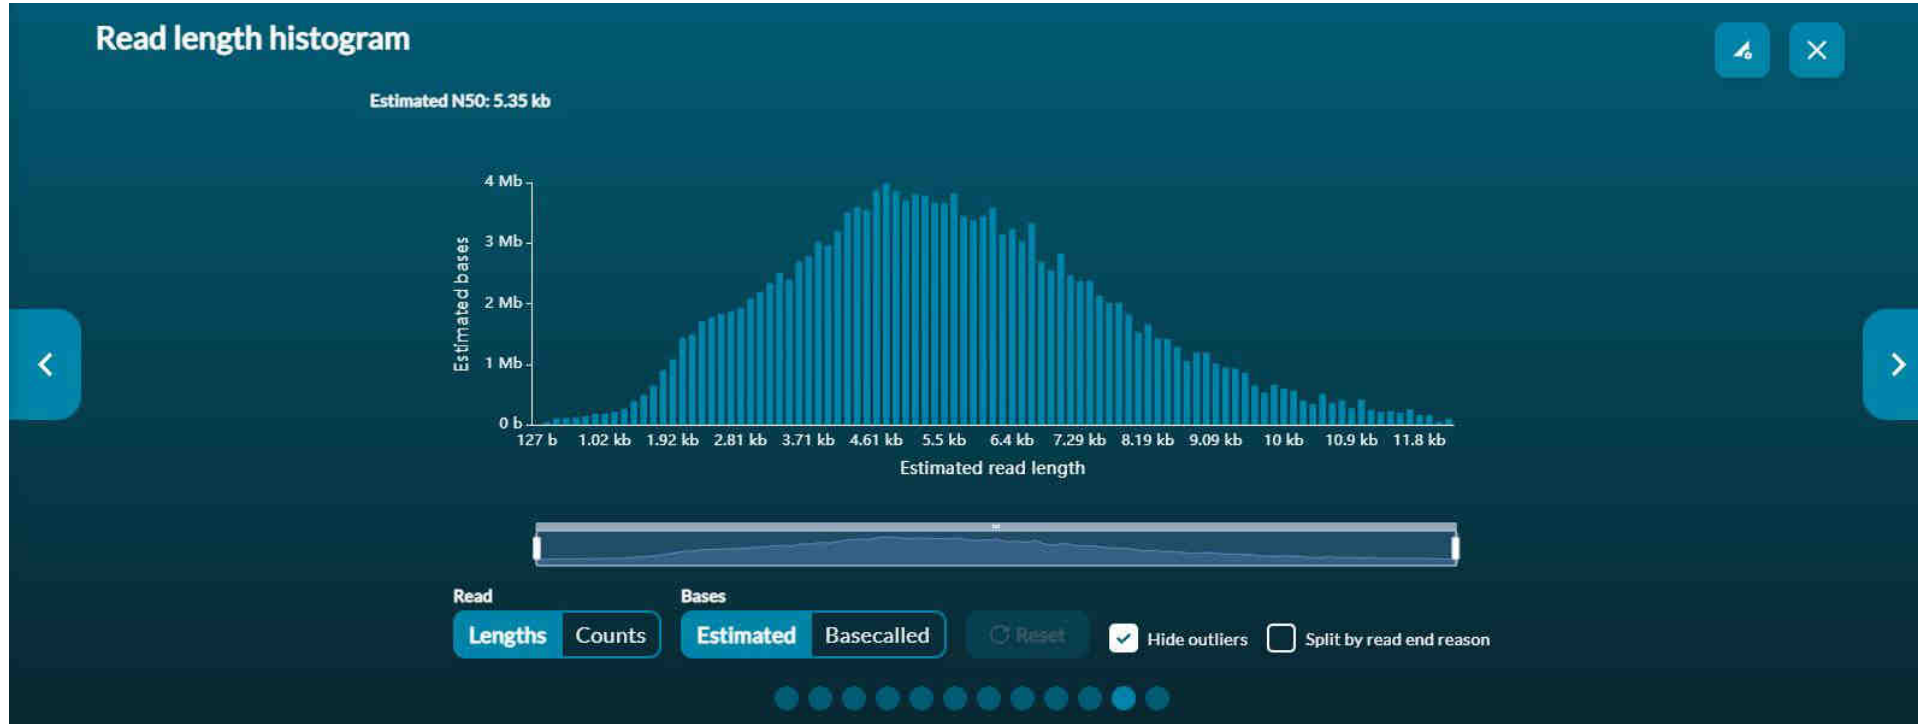 Read length histogram
Estimated N50: 5.35 kb
4 Mb
3 Mb
2 Mb
1 Mb
0 b
Estimated bases
127 b 1.02 kb 1.92 kb 2.81 kb 3.71 kb 4.61 kb 5.5 kb 6.4 kb 7.29 kb 8.19 kb 9.09 kb 10 kb 10.9 kb 11.8 kb
Estimated read length
Read Bases
Lengths Counts Estimated Basecalled Reset Hide outliers Split by read end reason